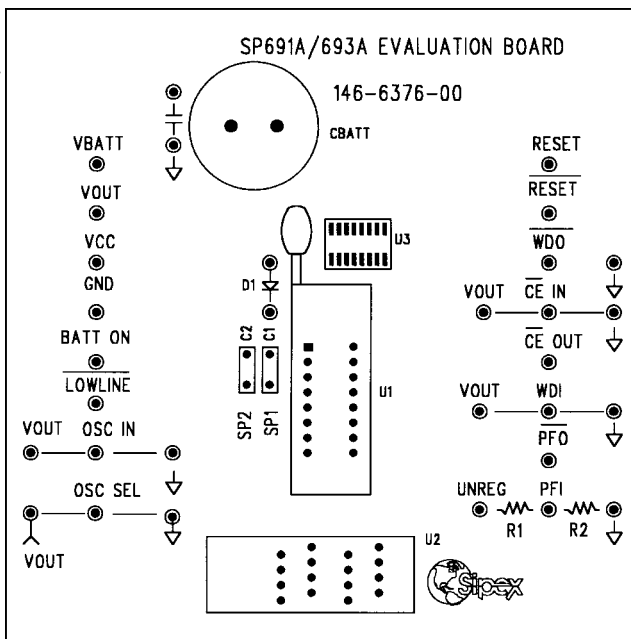 SP691A/693A EVALUATION BOARD
146-6376-00
CBATT
VBATT
VOUT
VCC
GND
BATT ON
LOWLINE
VOUT OSC IN
OSC SEL
VOUT
U3
D1
C2 C1
SP2 SP1
U1
U2
Sipex
RESET
RESET
WDO
VOUT CE IN
CE OUT
VOUT WDI
PFO
UNREG PFI
R1 R2